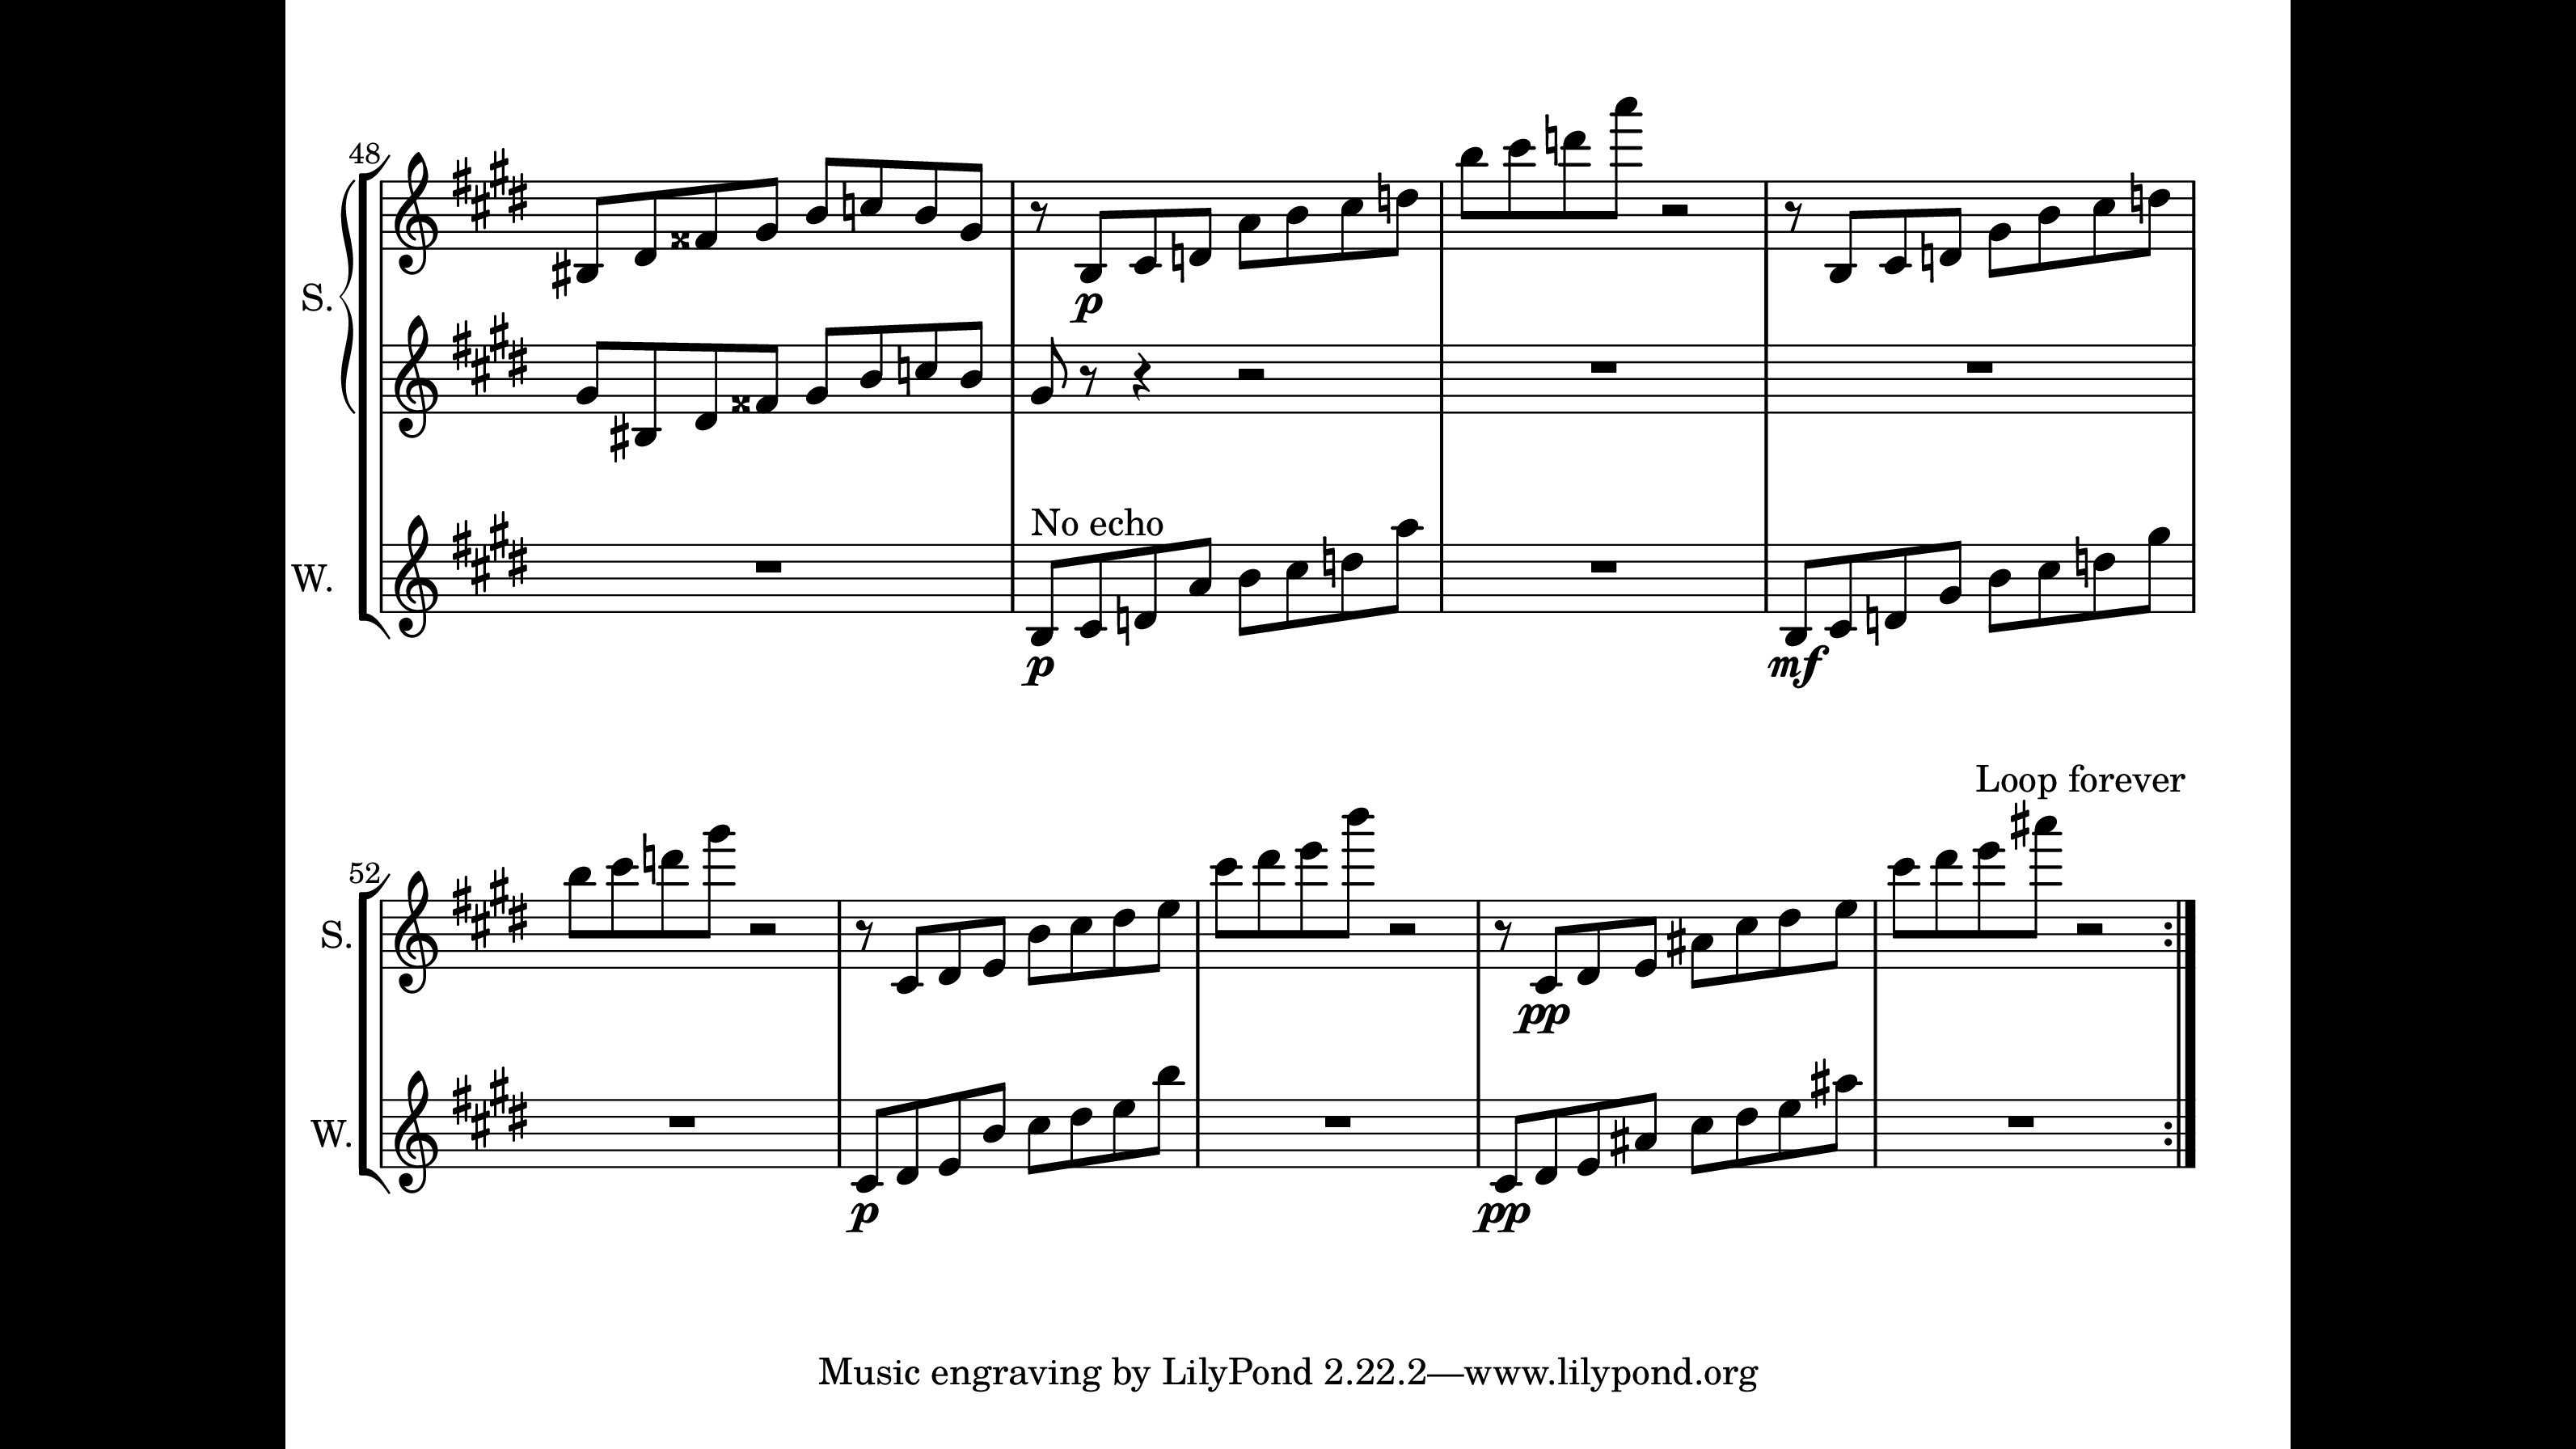 48
S.
p
No echo
W.
p
mf
Loop forever
52
S.
pp
W.
p
pp
Music engraving by LilyPond 2.22.2—www.lilypond.org